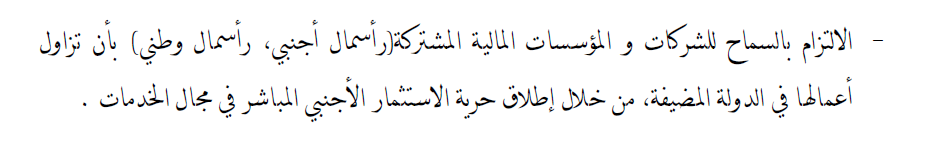 - الالتزام بالسماح للشركات و المؤسسات المالية المشتركة(رأسمال أجنبي، رأسمال وطني) بأن تزاول
أعمالها في الدولة المضيفة، من خلال إطلاق حرية الاستثمار الأجنبي المباشر في مجال الخدمات .